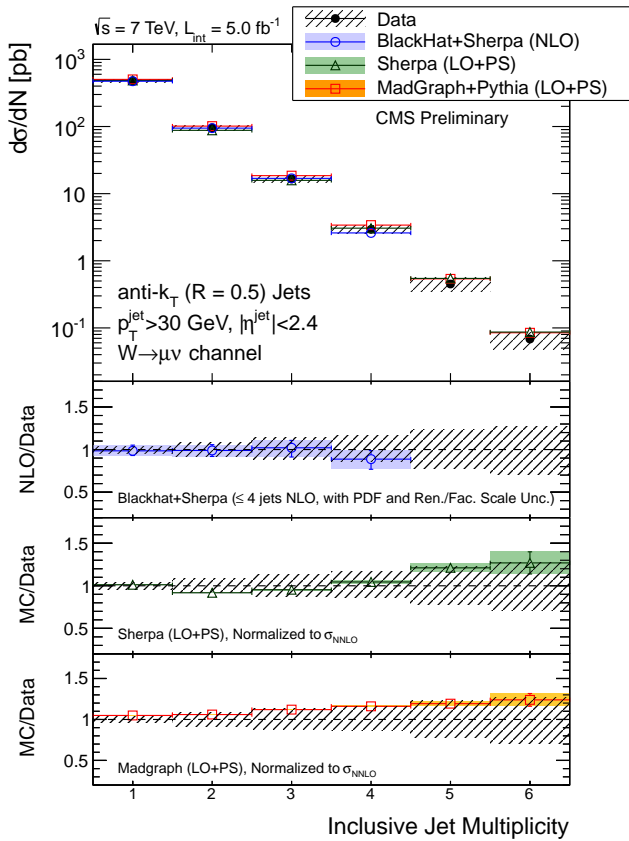 √s = 7 TeV, L_int = 5.0 fb⁻¹
Data
BlackHat+Sherpa (NLO)
Sherpa (LO+PS)
MadGraph+Pythia (LO+PS)
CMS Preliminary
dσ/dN [pb]
10³
10²
10
1
10⁻¹
anti-k_T (R = 0.5) Jets
p_T^jet>30 GeV, |η^jet|<2.4
W→μν channel
NLO/Data
1.5
1
0.5
Blackhat+Sherpa (≤ 4 jets NLO, with PDF and Ren./Fac. Scale Unc.)
MC/Data
1.5
1
0.5
Sherpa (LO+PS), Normalized to σ_NNLO
MC/Data
1.5
1
0.5
Madgraph (LO+PS), Normalized to σ_NNLO
1 2 3 4 5 6
Inclusive Jet Multiplicity